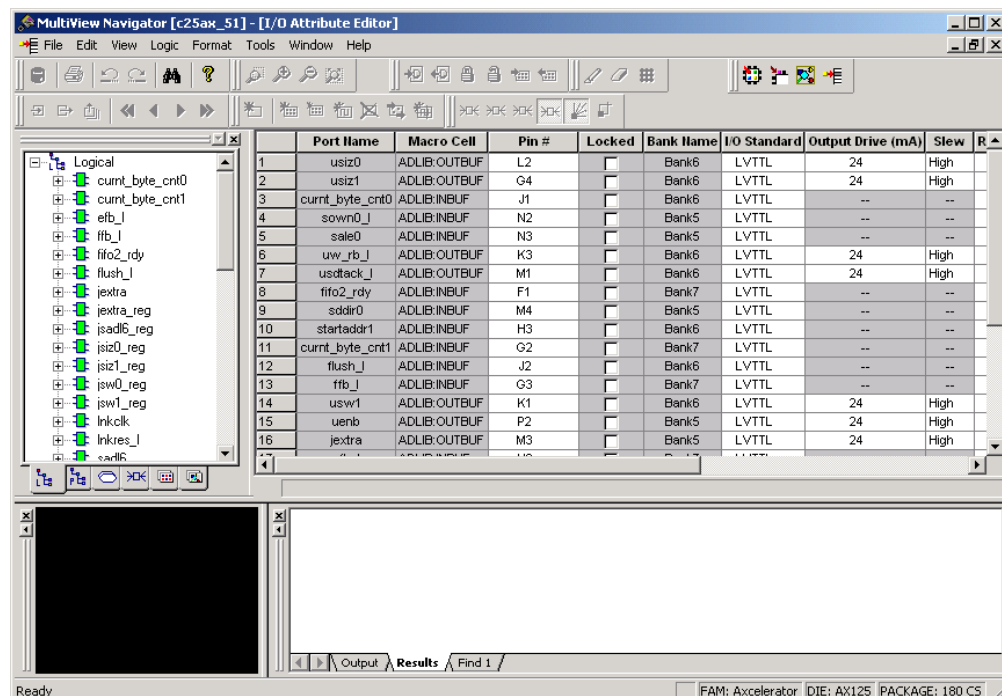 MultiView Navigator [c25ax_51] - [I/O Attribute Editor]
File Edit View Logic Format Tools Window Help
Port Name Macro Cell Pin # Locked Bank Name I/O Standard Output Drive (mA) Slew R
1 usiz0 ADLIB:OUTBUF L2 Bank6 LVTTL 24 High
2 usiz1 ADLIB:OUTBUF G4 Bank6 LVTTL 24 High
3 curnt_byte_cnt0 ADLIB:INBUF J1 Bank6 LVTTL -- --
4 sown0_l ADLIB:INBUF N2 Bank5 LVTTL -- --
5 sale0 ADLIB:INBUF N3 Bank5 LVTTL -- --
6 uw_rb_l ADLIB:OUTBUF K3 Bank6 LVTTL 24 High
7 usdtack_l ADLIB:OUTBUF M1 Bank6 LVTTL 24 High
8 fifo2_rdy ADLIB:INBUF F1 Bank7 LVTTL -- --
9 sddir0 ADLIB:INBUF M4 Bank5 LVTTL -- --
10 startaddr1 ADLIB:INBUF H3 Bank6 LVTTL -- --
11 curnt_byte_cnt1 ADLIB:INBUF G2 Bank7 LVTTL -- --
12 flush_l ADLIB:INBUF J2 Bank6 LVTTL -- --
13 ffb_l ADLIB:INBUF G3 Bank7 LVTTL -- --
14 usw1 ADLIB:OUTBUF K1 Bank6 LVTTL 24 High
15 uenb ADLIB:OUTBUF P2 Bank5 LVTTL 24 High
16 jextra ADLIB:OUTBUF M3 Bank5 LVTTL 24 High
Logical
curnt_byte_cnt0
curnt_byte_cnt1
efb_l
ffb_l
fifo2_rdy
flush_l
jextra
jextra_reg
jsadl6_reg
jsiz0_reg
jsiz1_reg
jsw0_reg
jsw1_reg
lnkclk
lnkres_l
sadl6
Output Results Find 1
Ready
FAM: Axcelerator DIE: AX125 PACKAGE: 180 CS